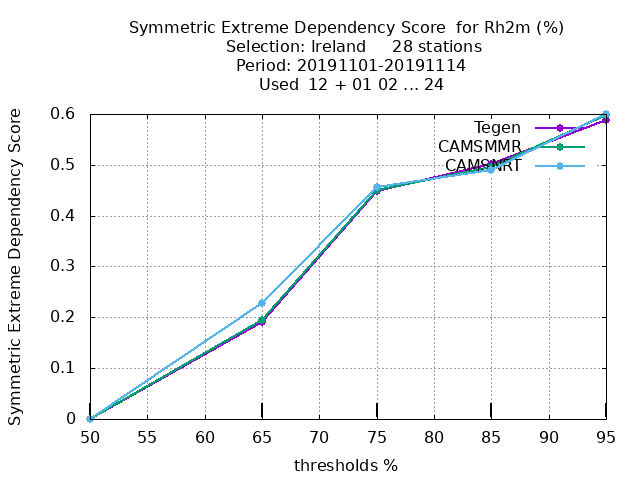 Symmetric Extreme Dependency Score  for Rh2m (%)
Selection: Ireland     28 stations
Period: 20191101-20191114
Used  12 + 01 02 ... 24
Symmetric Extreme Dependency Score
0.6
0.5
0.4
0.3
0.2
0.1
0
Tegen
CAMSMMR
CAMSNRT
50 55 60 65 70 75 80 85 90 95
thresholds %